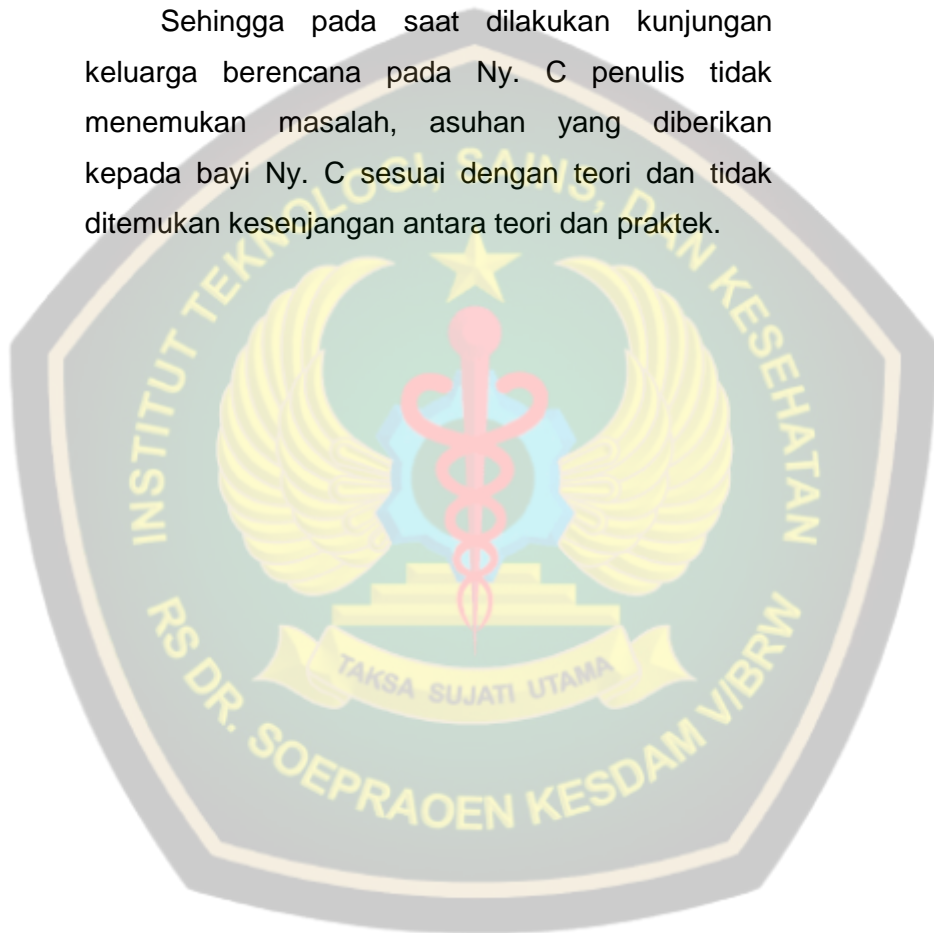 Sehingga pada saat dilakukan kunjungan
keluarga berencana pada Ny. C penulis tidak
menemukan masalah, asuhan yang diberikan
kepada bayi Ny. C sesuai dengan teori dan tidak
ditemukan kesenjangan antara teori dan praktek.
INSTITUT TEKNOLOGI, SAINS, DAN KESEHATAN
TAKSA SUJATI UTAMA
RS DR. SOEPRAOEN KESDAM V/BRW